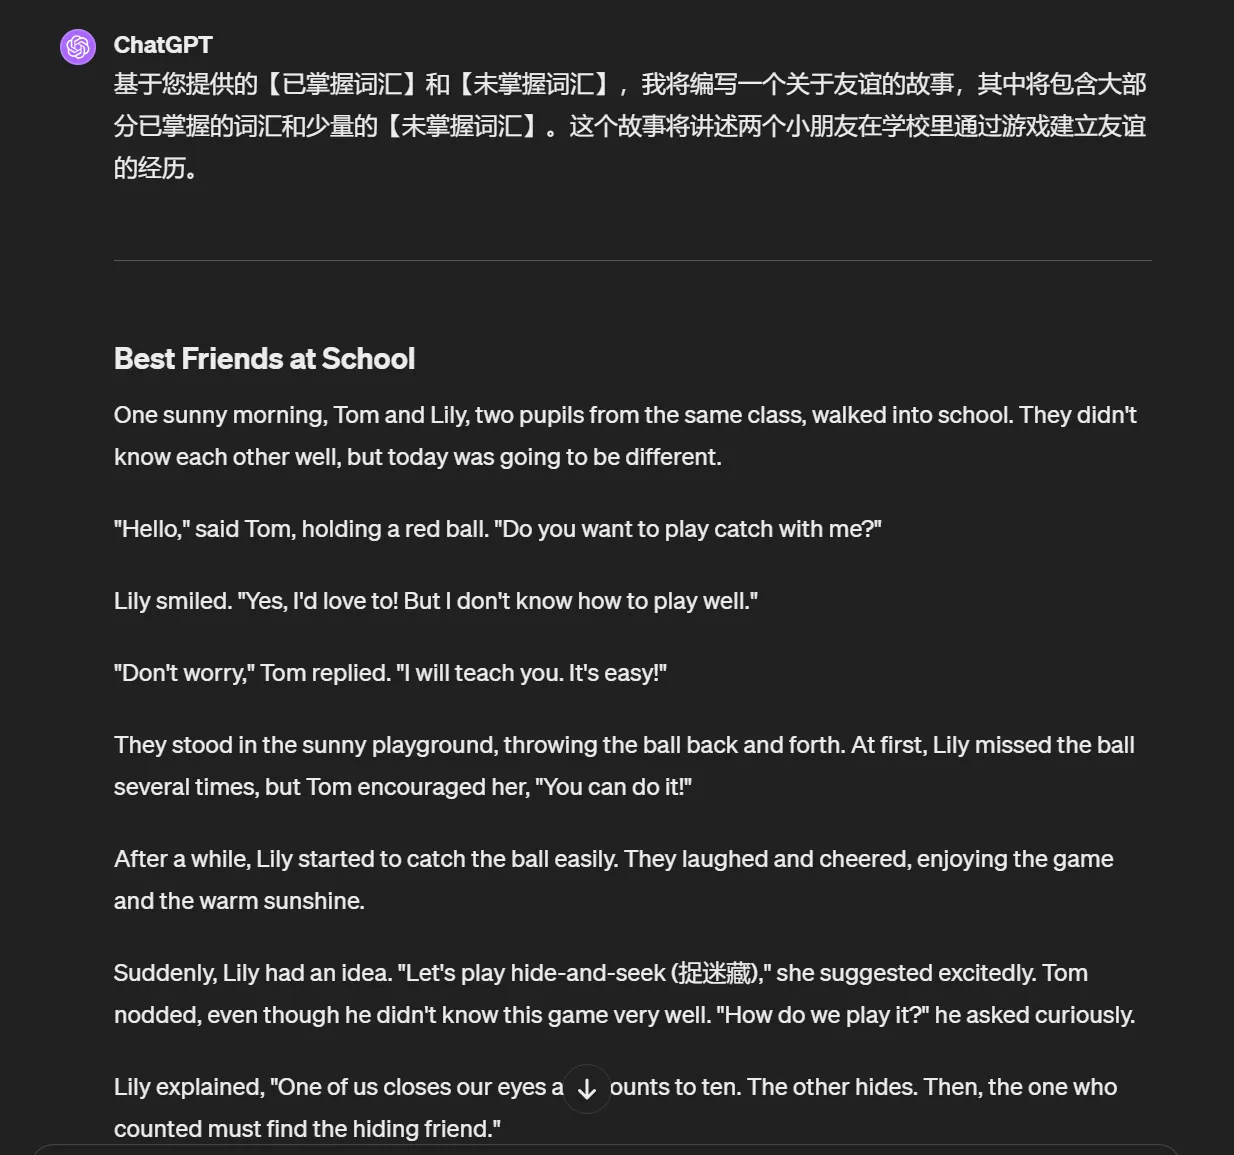 ChatGPT
基于您提供的【已掌握词汇】和【未掌握词汇】，我将编写一个关于友谊的故事，其中将包含大部
分已掌握的词汇和少量的【未掌握词汇】。这个故事将讲述两个小朋友在学校里通过游戏建立友谊
的经历。
Best Friends at School
One sunny morning, Tom and Lily, two pupils from the same class, walked into school. They didn't
know each other well, but today was going to be different.
"Hello," said Tom, holding a red ball. "Do you want to play catch with me?"
Lily smiled. "Yes, I'd love to! But I don't know how to play well."
"Don't worry," Tom replied. "I will teach you. It's easy!"
They stood in the sunny playground, throwing the ball back and forth. At first, Lily missed the ball
several times, but Tom encouraged her, "You can do it!"
After a while, Lily started to catch the ball easily. They laughed and cheered, enjoying the game
and the warm sunshine.
Suddenly, Lily had an idea. "Let's play hide-and-seek (捉迷藏)," she suggested excitedly. Tom
nodded, even though he didn't know this game very well. "How do we play it?" he asked curiously.
Lily explained, "One of us closes our eyes a ounts to ten. The other hides. Then, the one who
counted must find the hiding friend."